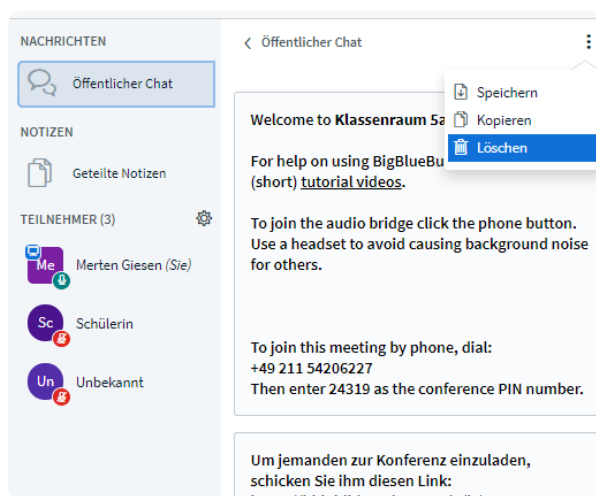 NACHRICHTEN
Öffentlicher Chat
NOTIZEN
Geteilte Notizen
TEILNEHMER (3)
Me
Merten Giesen (Sie)
Sc
Schülerin
Un
Unbekannt
Öffentlicher Chat
Speichern
Kopieren
Löschen
Welcome to Klassenraum 5a
For help on using BigBlueBu
(short) tutorial videos.
To join the audio bridge click the phone button.
Use a headset to avoid causing background noise
for others.
To join this meeting by phone, dial:
+49 211 54206227
Then enter 24319 as the conference PIN number.
Um jemanden zur Konferenz einzuladen,
schicken Sie ihm diesen Link: